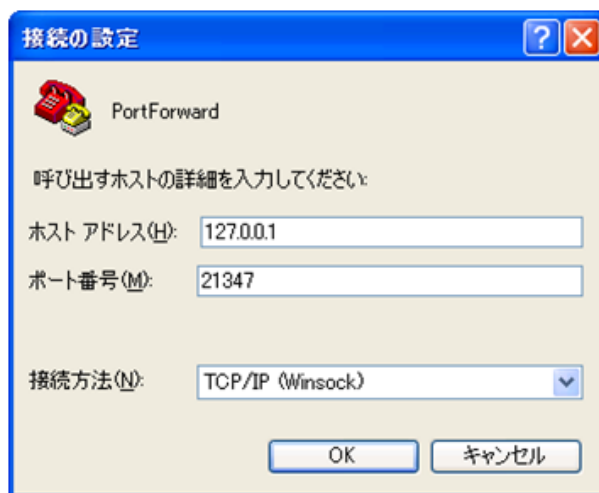 接続の設定
PortForward
呼び出すホストの詳細を入力してください:
ホスト アドレス(H): 127.0.0.1
ポート番号(M): 21347
接続方法(N): TCP/IP (Winsock)
OK キャンセル